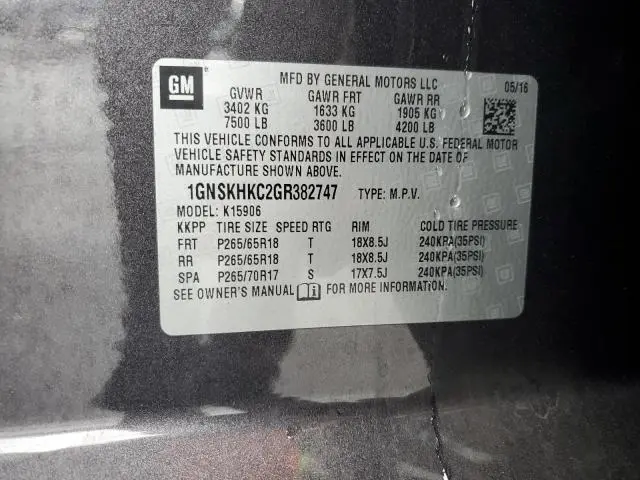 GM
MFD BY GENERAL MOTORS LLC 05/16
GVWR GAWR FRT GAWR RR
3402 KG 1633 KG 1905 KG
7500 LB 3600 LB 4200 LB
THIS VEHICLE CONFORMS TO ALL APPLICABLE U.S. FEDERAL MOTOR
VEHICLE SAFETY STANDARDS IN EFFECT ON THE DATE OF
MANUFACTURE SHOWN ABOVE.
1GNSKHKC2GR382747 TYPE: M.P.V.
MODEL: K15906
KKPP TIRE SIZE SPEED RTG RIM COLD TIRE PRESSURE
FRT P265/65R18 T 18X8.5J 240KPA(35PSI)
RR P265/65R18 T 18X8.5J 240KPA(35PSI)
SPA P265/70R17 S 17X7.5J 240KPA(35PSI)
SEE OWNER'S MANUAL FOR MORE INFORMATION.